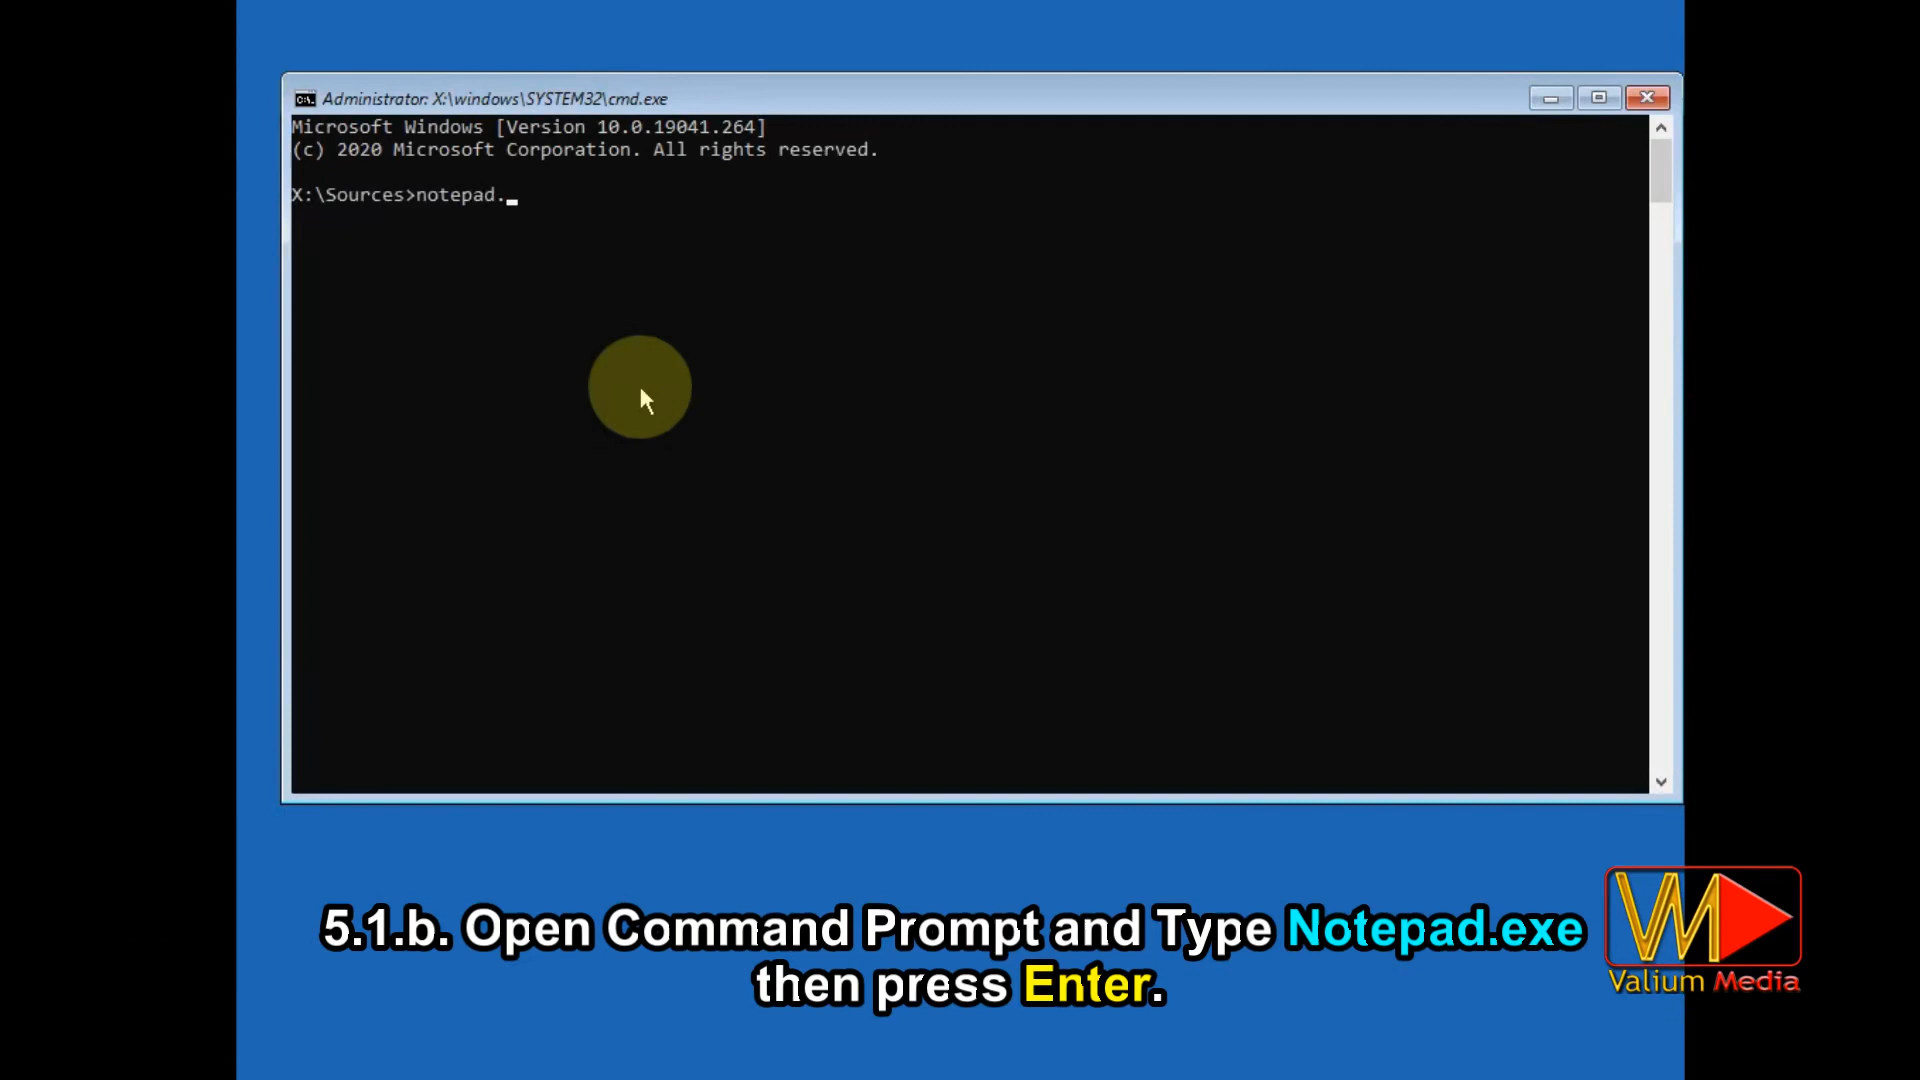 Administrator: X:\windows\SYSTEM32\cmd.exe
Microsoft Windows [Version 10.0.19041.264]
(c) 2020 Microsoft Corporation. All rights reserved.
X:\Sources>notepad.
5.1.b. Open Command Prompt and Type Notepad.exe
then press Enter.
VM
Valium Media